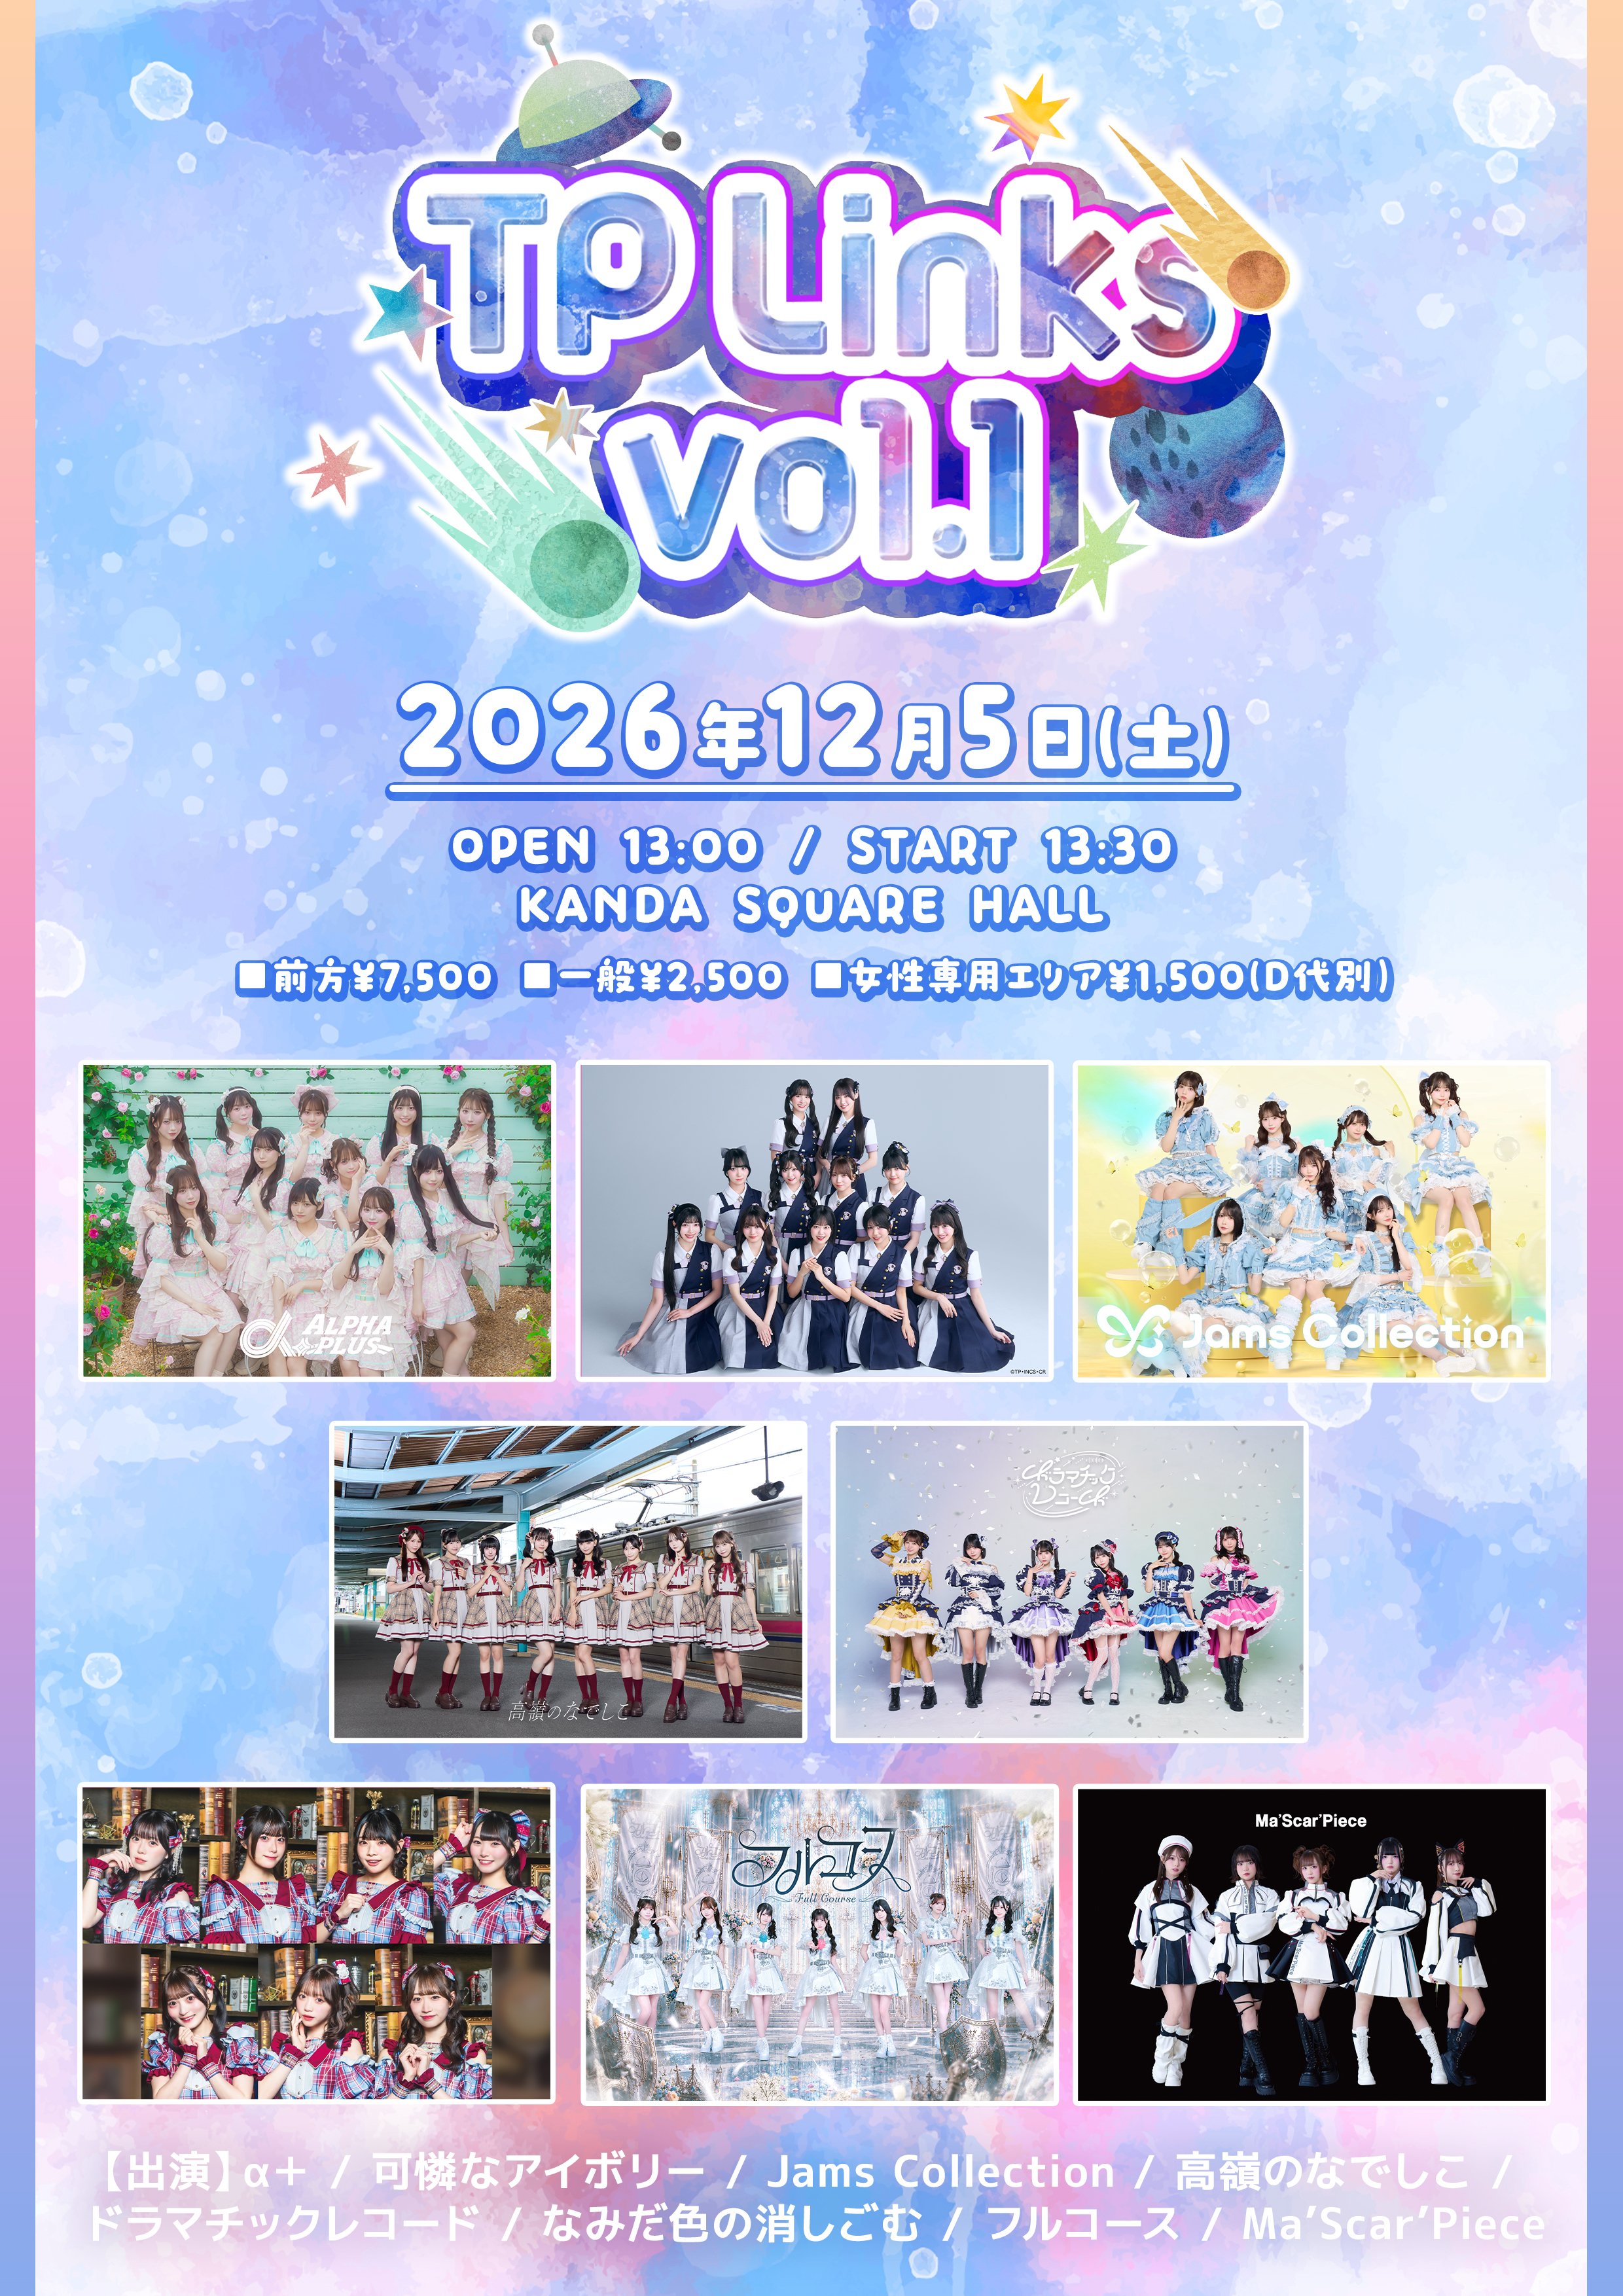 TP Links
vol.1
2026年12月5日(土)
OPEN 13:00 / START 13:30
KANDA SQUARE HALL
■前方¥7,500 ■一般¥2,500 ■女性専用エリア¥1,500(D代別)
ALPHA
PLUS
©TP・INCS・CR
Jams Collection
高嶺のなでしこ
ドラマチック
レコード
フルコース
Full Course
Ma'Scar'Piece
【出演】α+ / 可憐なアイボリー / Jams Collection / 高嶺のなでしこ /
ドラマチックレコード / なみだ色の消しごむ / フルコース / Ma'Scar'Piece